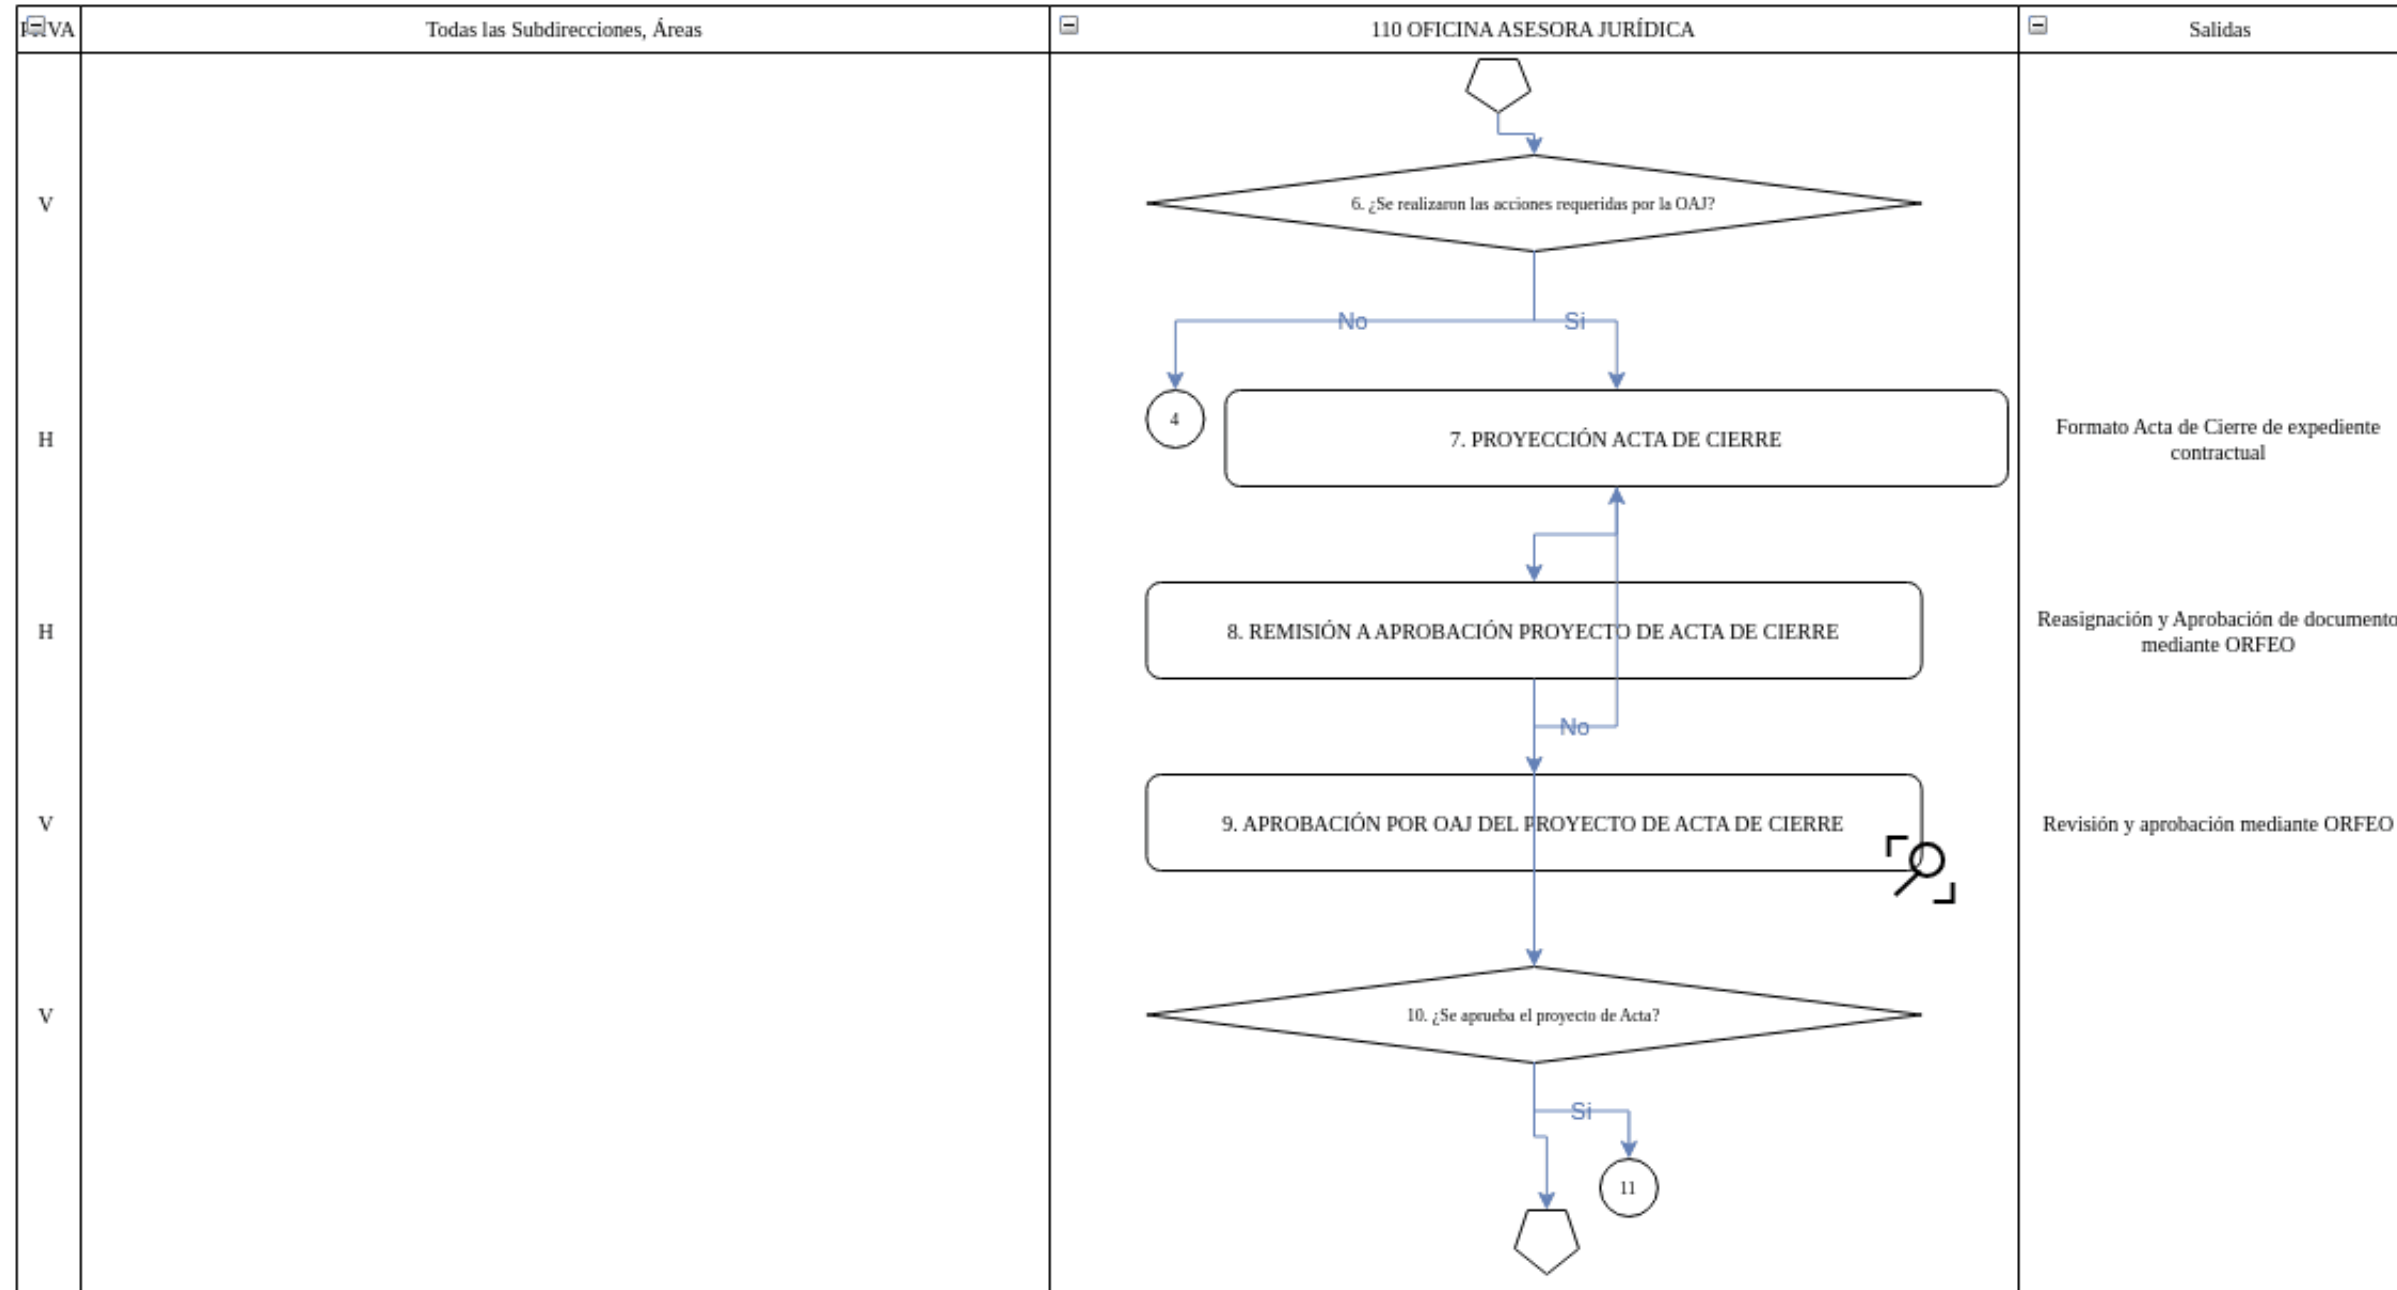 Todas las Subdirecciones, Áreas
110 OFICINA ASESORA JURÍDICA
Salidas
V
6. ¿Se realizaron las acciones requeridas por la OAJ?
No
Si
H
4
7. PROYECCIÓN ACTA DE CIERRE
Formato Acta de Cierre de expediente
contractual
H
8. REMISIÓN A APROBACIÓN PROYECTO DE ACTA DE CIERRE
Reasignación y Aprobación de documento
mediante ORFEO
No
V
9. APROBACIÓN POR OAJ DEL PROYECTO DE ACTA DE CIERRE
Revisión y aprobación mediante ORFEO
V
10. ¿Se aprueba el proyecto de Acta?
Si
11